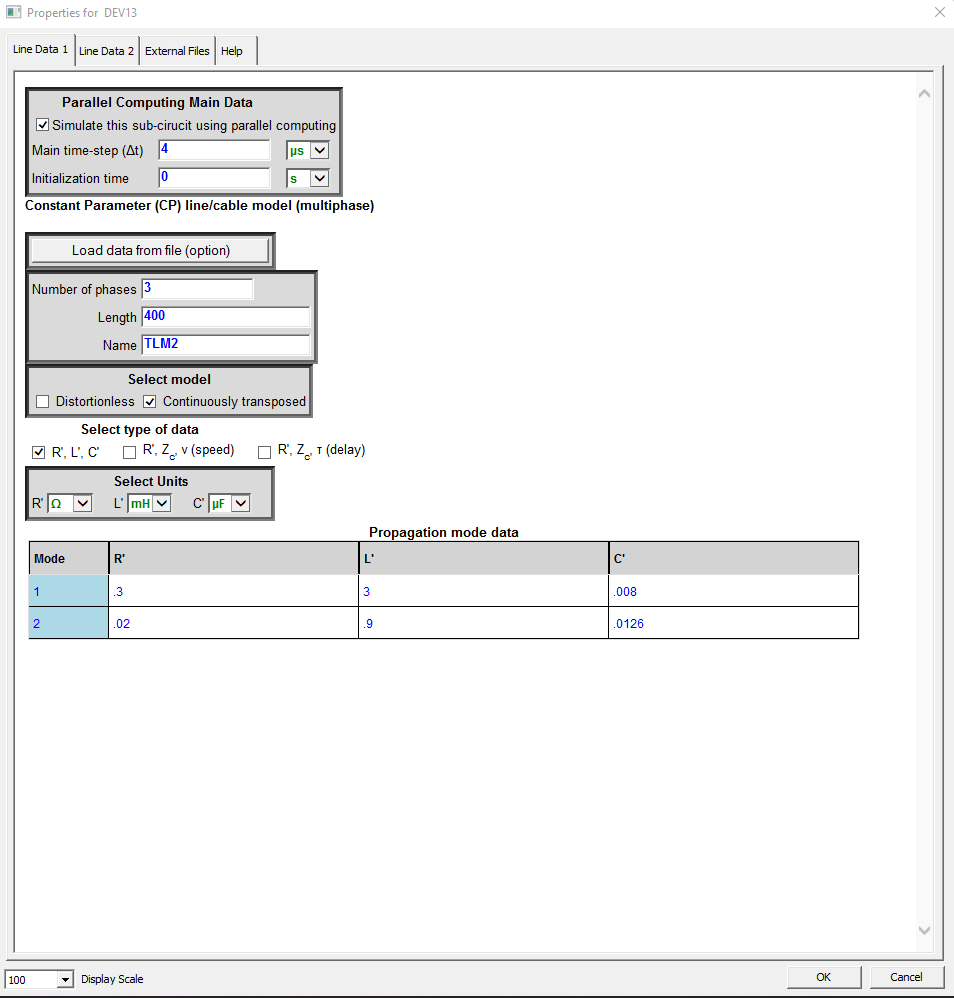 Properties for DEV13
Line Data 1 Line Data 2 External Files Help
Parallel Computing Main Data
Simulate this sub-cirucit using parallel computing
Main time-step (Δt) 4 µs
Initialization time 0 s
Constant Parameter (CP) line/cable model (multiphase)
Load data from file (option)
Number of phases 3
Length 400
Name TLM2
Select model
Distortionless Continuously transposed
Select type of data
R', L', C' R', Zc, v (speed) R', Zc, τ (delay)
Select Units
R' Ω L' mH C' µF
Propagation mode data
Mode R' L' C'
1 .3 3 .008
2 .02 .9 .0126
100 Display Scale OK Cancel